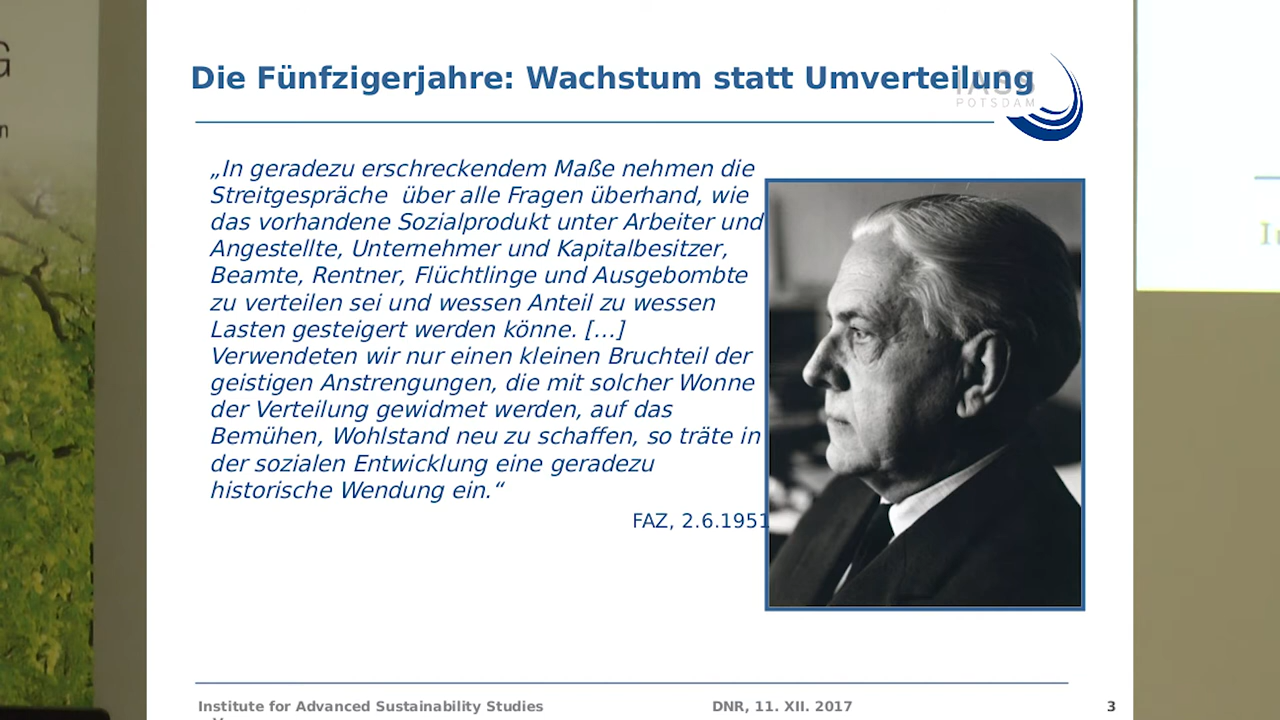 Die Fünfzigerjahre: Wachstum statt Umverteilung
IASS
POTSDAM
„In geradezu erschreckendem Maße nehmen die
Streitgespräche über alle Fragen überhand, wie
das vorhandene Sozialprodukt unter Arbeiter und
Angestellte, Unternehmer und Kapitalbesitzer,
Beamte, Rentner, Flüchtlinge und Ausgebombte
zu verteilen sei und wessen Anteil zu wessen
Lasten gesteigert werden könne. […]
Verwendeten wir nur einen kleinen Bruchteil der
geistigen Anstrengungen, die mit solcher Wonne
der Verteilung gewidmet werden, auf das
Bemühen, Wohlstand neu zu schaffen, so träte in
der sozialen Entwicklung eine geradezu
historische Wendung ein.“
FAZ, 2.6.1951
Institute for Advanced Sustainability Studies
DNR, 11. XII. 2017
3